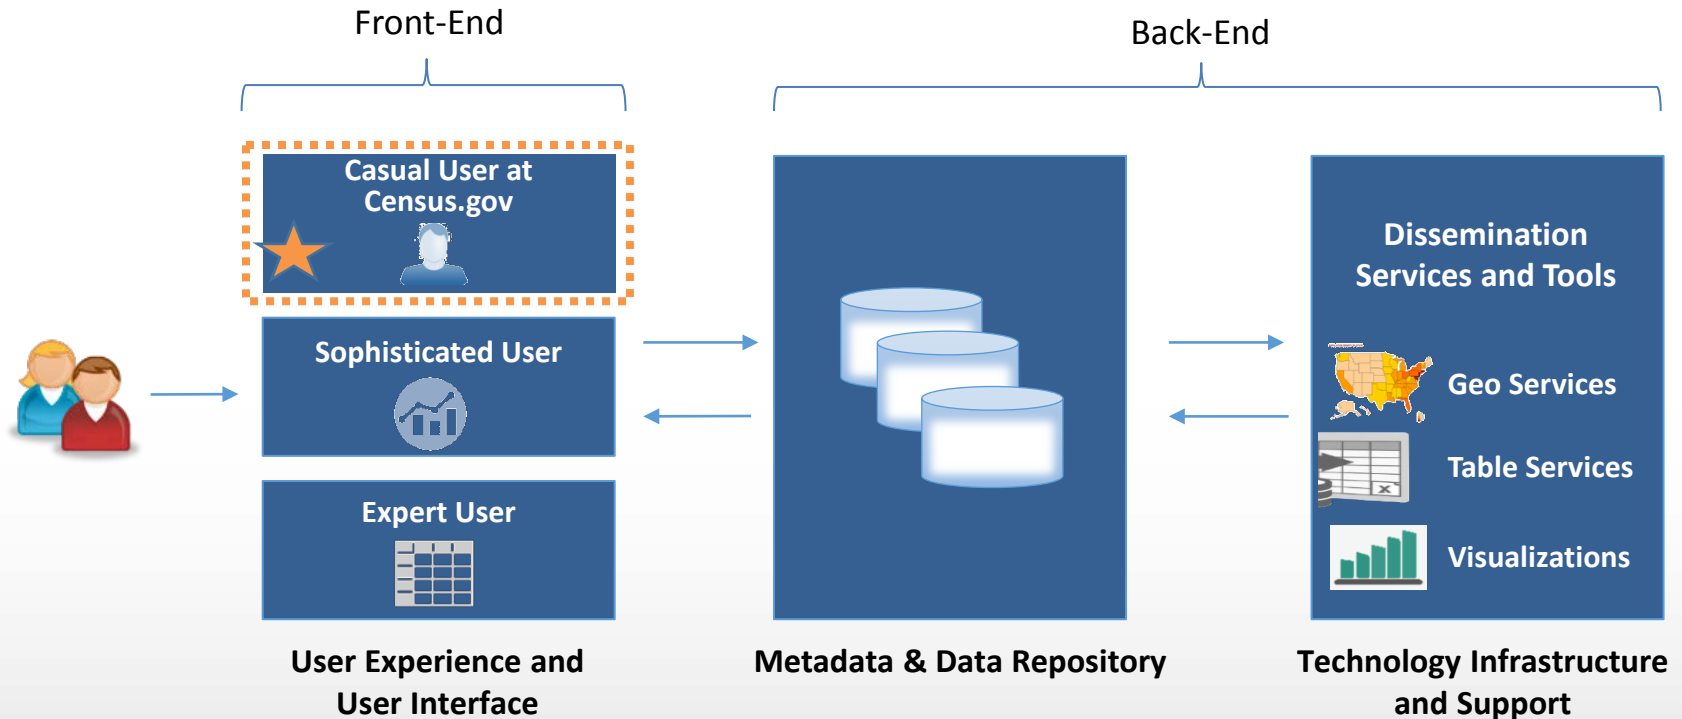 Front-End
Back-End
Casual User at
Census.gov
Sophisticated User
Expert User
User Experience and
User Interface
Metadata & Data Repository
Dissemination
Services and Tools
Geo Services
Table Services
Visualizations
Technology Infrastructure
and Support